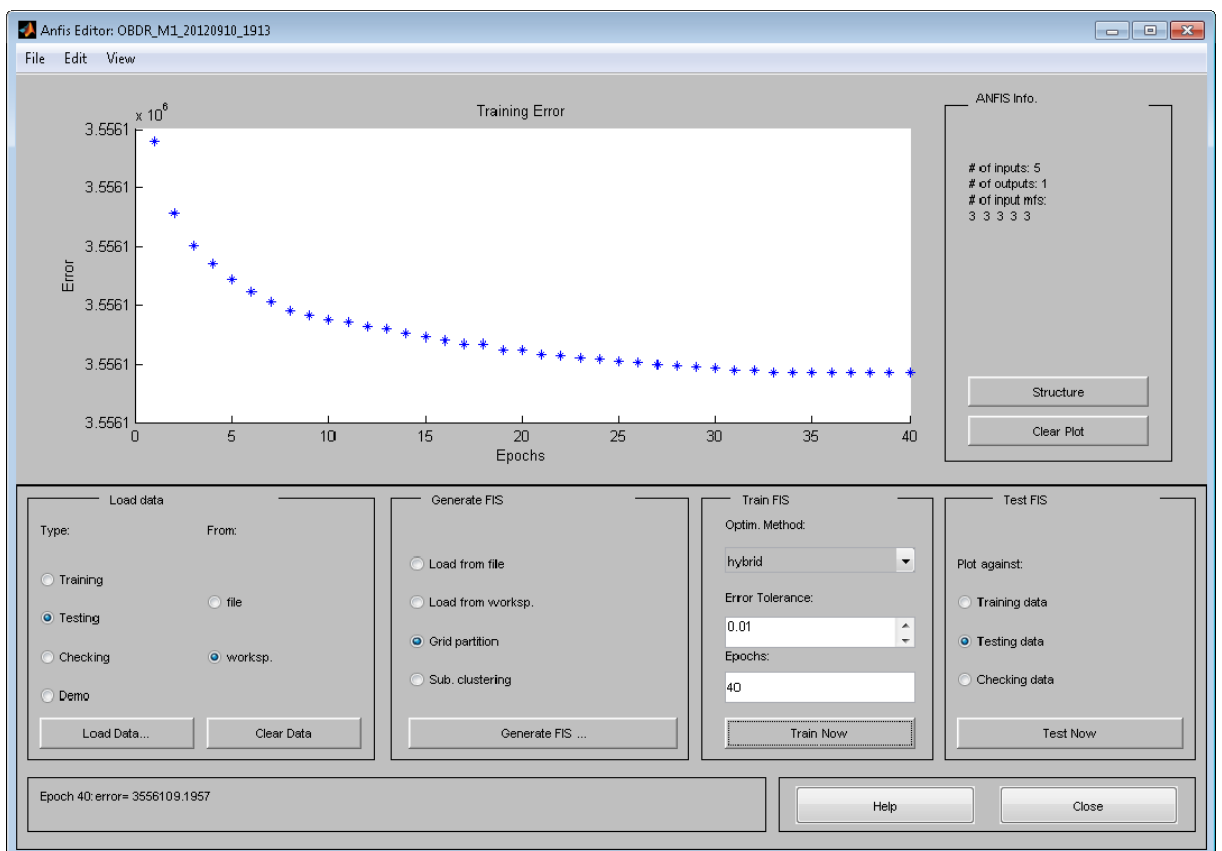 Anfis Editor: OBDR_M1_20120910_1913
File Edit View
Training Error
x 10^6
3.5561
3.5561
3.5561
3.5561
3.5561
3.5561
Error
0 5 10 15 20 25 30 35 40
Epochs
ANFIS Info.
# of inputs: 5
# of outputs: 1
# of input mfs:
3 3 3 3 3
Structure
Clear Plot
Load data
Type: From:
Training
file
Testing
Checking
worksp.
Demo
Load Data...
Clear Data
Generate FIS
Load from file
Load from worksp.
Grid partition
Sub. clustering
Generate FIS ...
Train FIS
Optim. Method:
hybrid
Error Tolerance:
0.01
Epochs:
40
Train Now
Test FIS
Plot against:
Training data
Testing data
Checking data
Test Now
Epoch 40:error= 3556109.1957
Help
Close